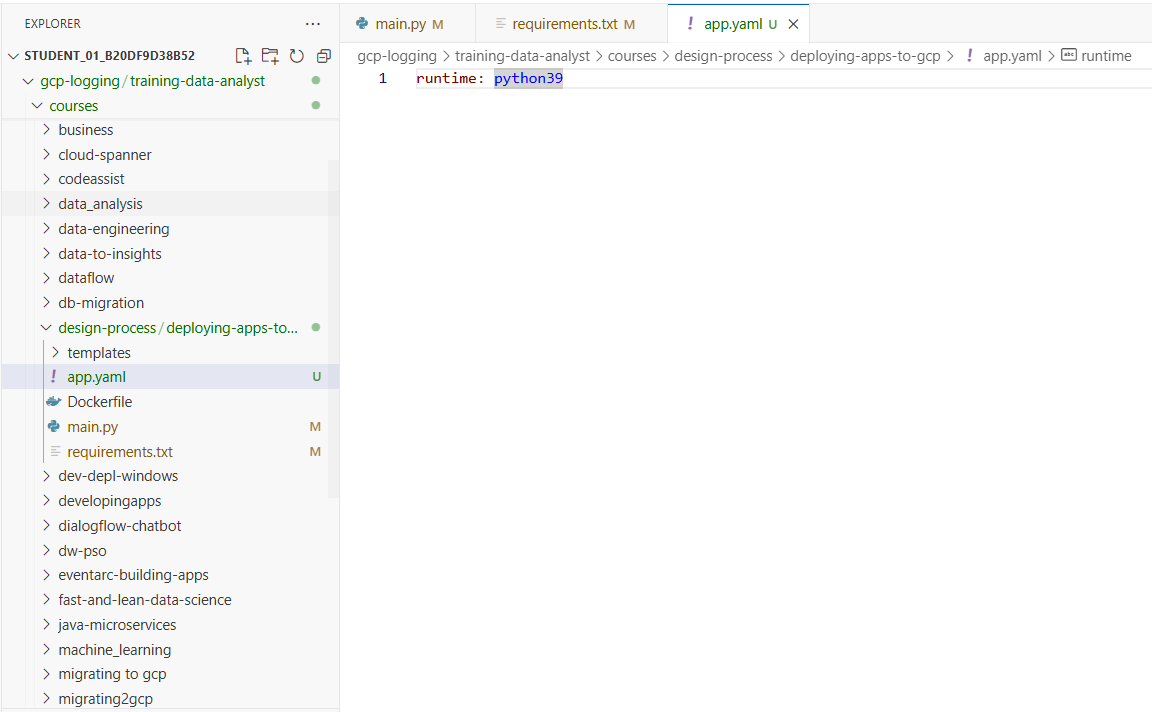 EXPLORER
STUDENT_01_B20DF9D38B52
gcp-logging/training-data-analyst
courses
business
cloud-spanner
codeassist
data_analysis
data-engineering
data-to-insights
dataflow
db-migration
design-process/deploying-apps-to...
templates
! app.yaml U
Dockerfile
main.py M
requirements.txt M
dev-depl-windows
developingapps
dialogflow-chatbot
dw-pso
eventarc-building-apps
fast-and-lean-data-science
java-microservices
machine_learning
migrating to gcp
migrating2gcp
main.py M requirements.txt M ! app.yaml U
gcp-logging > training-data-analyst > courses > design-process > deploying-apps-to-gcp > ! app.yaml > abc runtime
1 runtime: python39